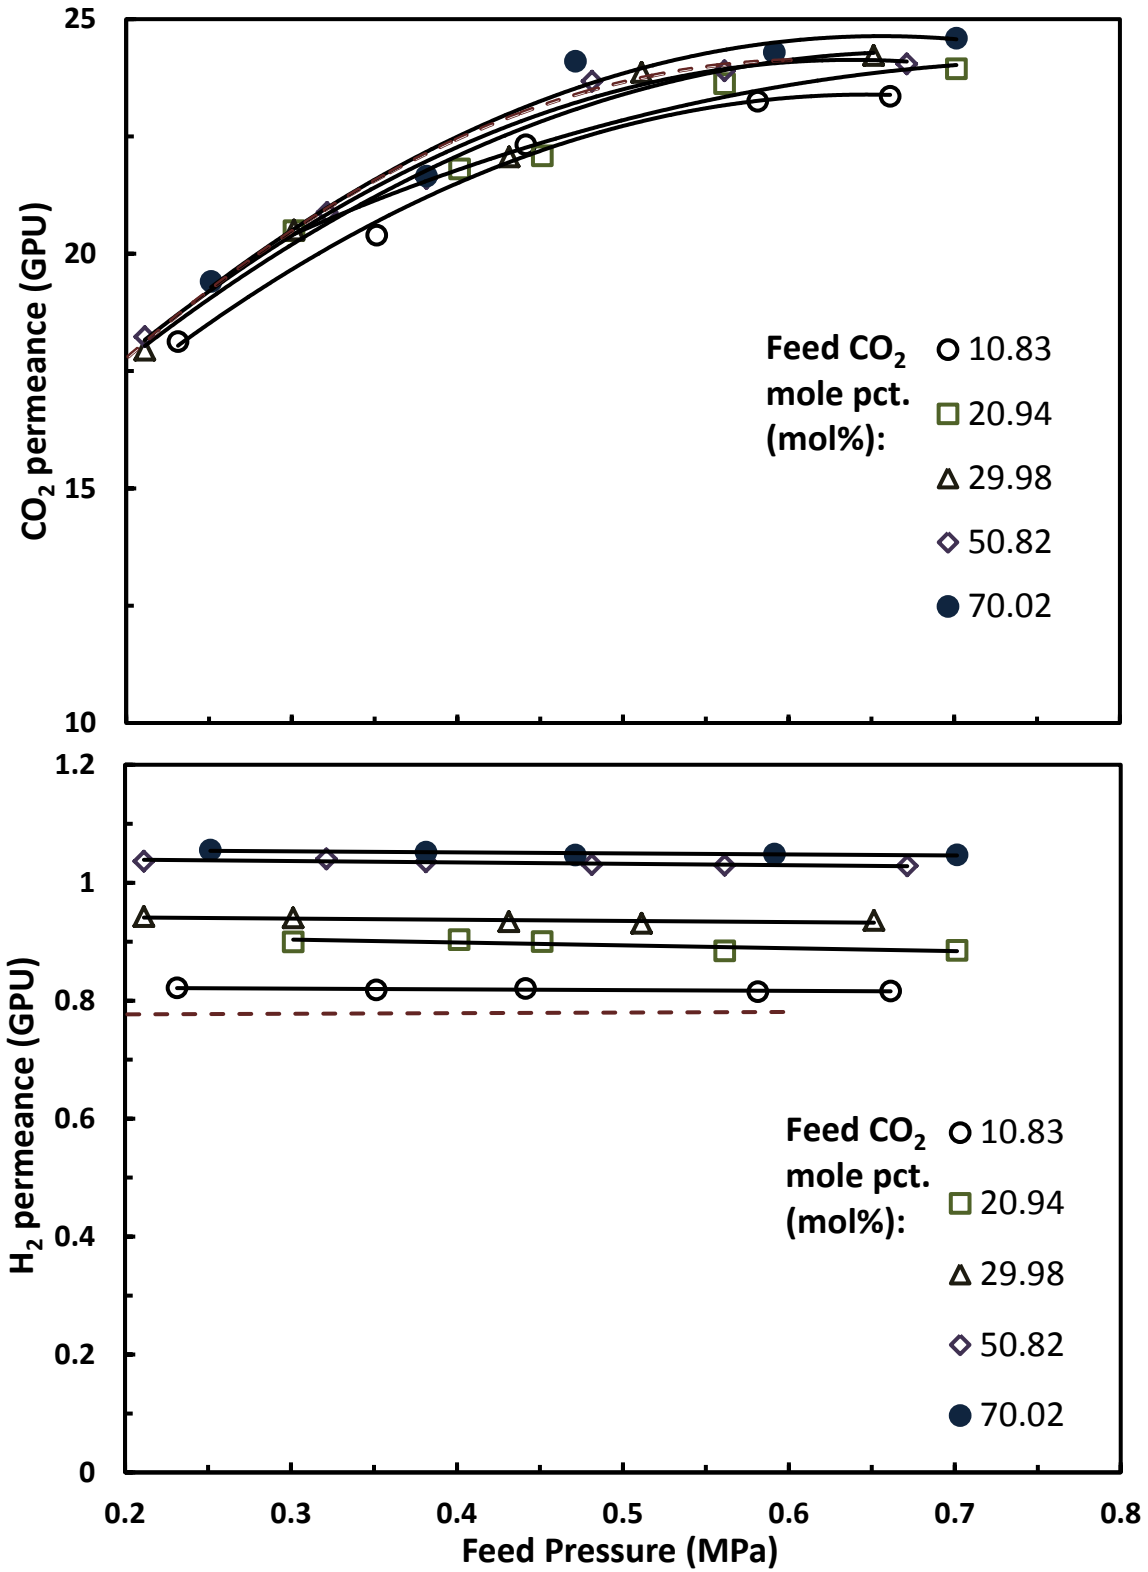 CO₂ permeance (GPU)
25
20
15
10
Feed CO₂
mole pct.
(mol%):
10.83
20.94
29.98
50.82
70.02
H₂ permeance (GPU)
1.2
1
0.8
0.6
0.4
0.2
0
Feed CO₂
mole pct.
(mol%):
10.83
20.94
29.98
50.82
70.02
0.2 0.3 0.4 0.5 0.6 0.7 0.8
Feed Pressure (MPa)